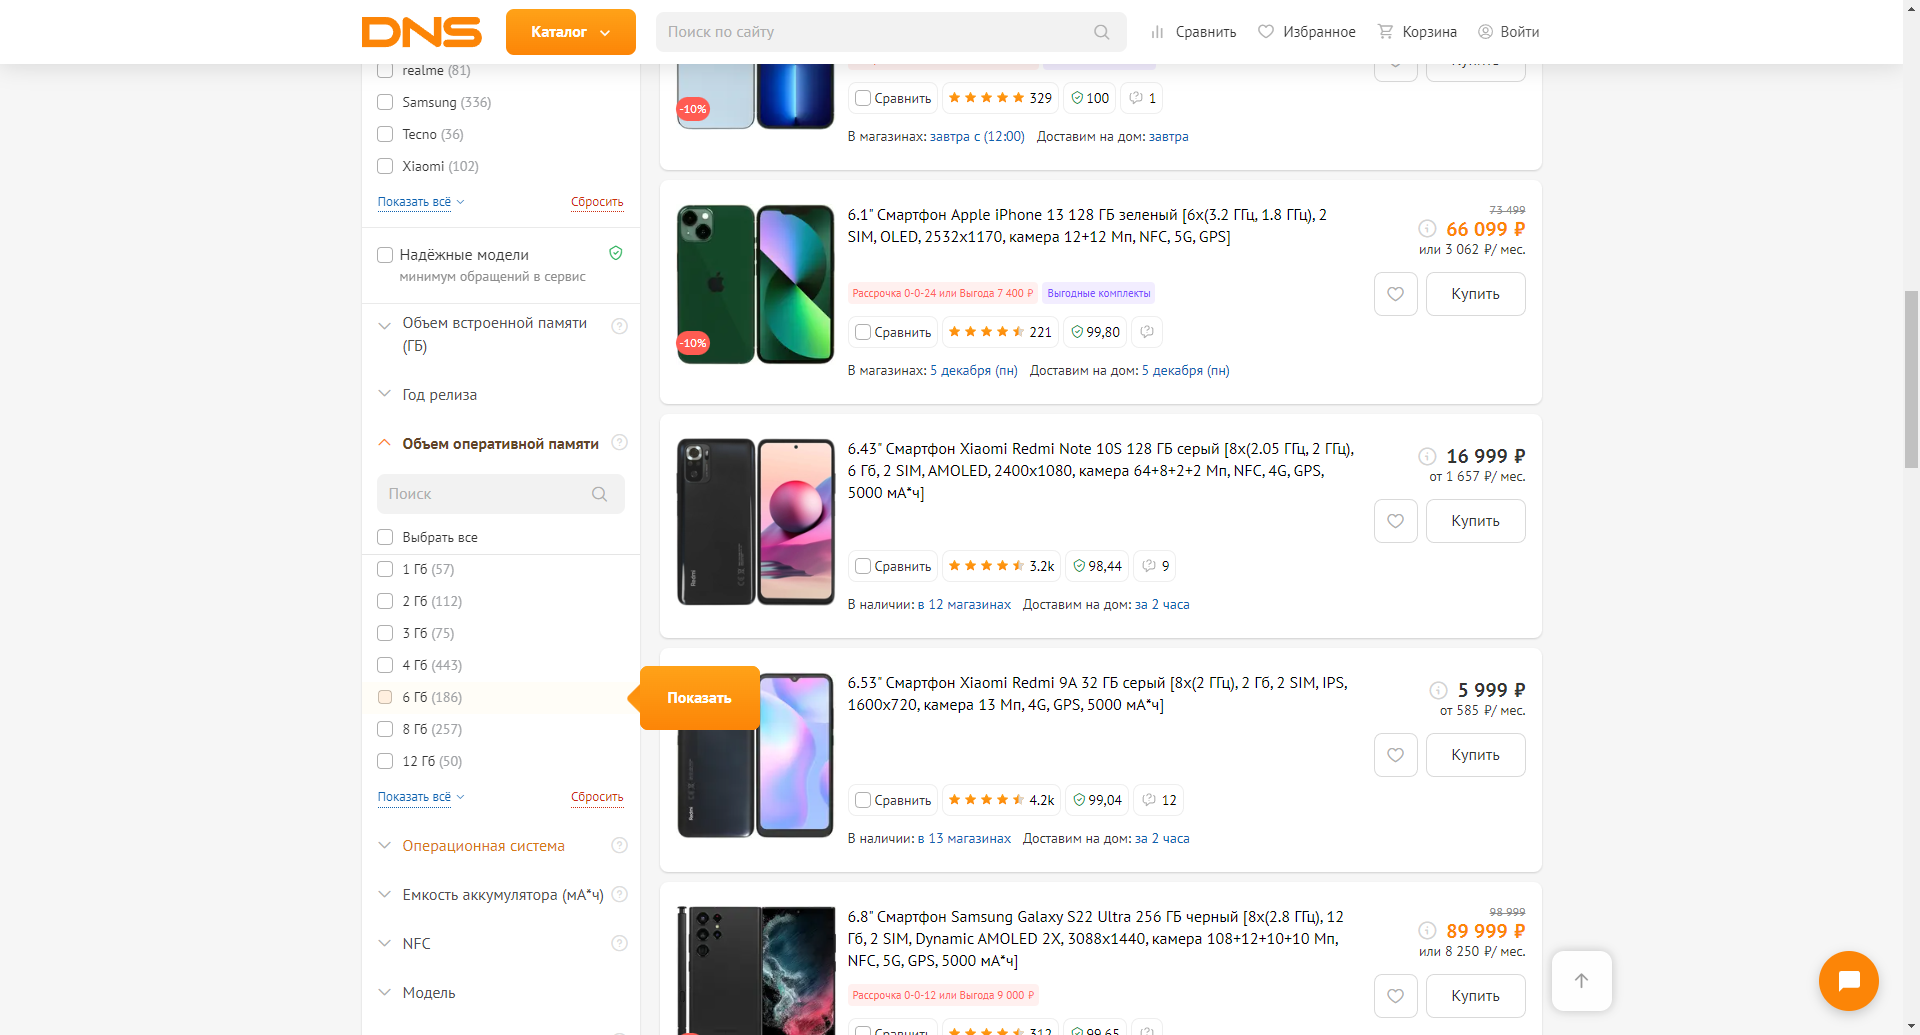 DNS
Каталог
Поиск по сайту
Сравнить
Избранное
Корзина
Войти
realme (81)
Samsung (336)
Tecno (36)
Xiaomi (102)
Показать всё
Сбросить
Надёжные модели
минимум обращений в сервис
Объем встроенной памяти
(ГБ)
Год релиза
Объем оперативной памяти
Поиск
Выбрать все
1 Гб (57)
2 Гб (112)
3 Гб (75)
4 Гб (443)
6 Гб (186)
8 Гб (257)
12 Гб (50)
Показать всё
Сбросить
Операционная система
Емкость аккумулятора (мА*ч)
NFC
Модель
Показать
-10%
Сравнить 329 100 1
В магазинах: завтра с (12:00) Доставим на дом: завтра
6.1" Смартфон Apple iPhone 13 128 ГБ зеленый [6x(3.2 ГГц, 1.8 ГГц), 2
SIM, OLED, 2532x1170, камера 12+12 Мп, NFC, 5G, GPS]
73 499
66 099 ₽
или 3 062 ₽/ мес.
Рассрочка 0-0-24 или Выгода 7 400 ₽ Выгодные комплекты
Купить
-10%
Сравнить 221 99,80
В магазинах: 5 декабря (пн) Доставим на дом: 5 декабря (пн)
6.43" Смартфон Xiaomi Redmi Note 10S 128 ГБ серый [8x(2.05 ГГц, 2 ГГц),
6 Гб, 2 SIM, AMOLED, 2400x1080, камера 64+8+2+2 Мп, NFC, 4G, GPS,
5000 мА*ч]
16 999 ₽
от 1 657 ₽/ мес.
Купить
Redmi
Сравнить 3.2k 98,44 9
В наличии: в 12 магазинах Доставим на дом: за 2 часа
6.53" Смартфон Xiaomi Redmi 9A 32 ГБ серый [8x(2 ГГц), 2 Гб, 2 SIM, IPS,
1600x720, камера 13 Мп, 4G, GPS, 5000 мА*ч]
5 999 ₽
от 585 ₽/ мес.
Купить
Redmi
Сравнить 4.2k 99,04 12
В наличии: в 13 магазинах Доставим на дом: за 2 часа
6.8" Смартфон Samsung Galaxy S22 Ultra 256 ГБ черный [8x(2.8 ГГц), 12
Гб, 2 SIM, Dynamic AMOLED 2X, 3088x1440, камера 108+12+10+10 Мп,
NFC, 5G, GPS, 5000 мА*ч]
98 999
89 999 ₽
или 8 250 ₽/ мес.
Рассрочка 0-0-12 или Выгода 9 000 ₽
Купить
Сравнить 312 99,65